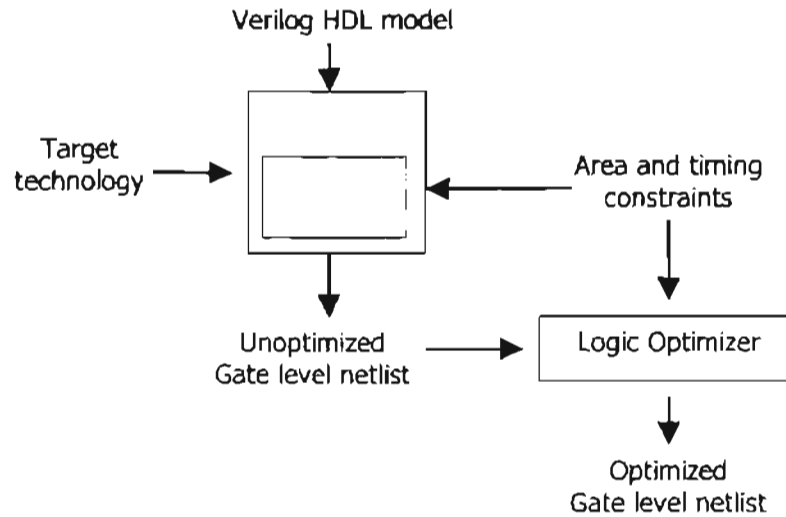 Verilog HDL model
Target
technology
Area and timing
constraints
Unoptimized
Gate level netlist
Logic Optimizer
Optimized
Gate level netlist